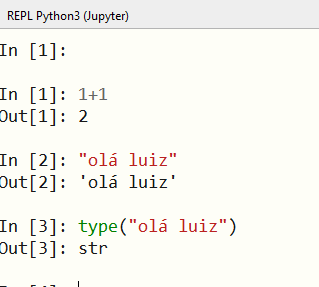 REPL Python3 (Jupyter)
In [1]:
In [1]: 1+1
Out[1]: 2
In [2]: "olá luiz"
Out[2]: 'olá luiz'
In [3]: type("olá luiz")
Out[3]: str